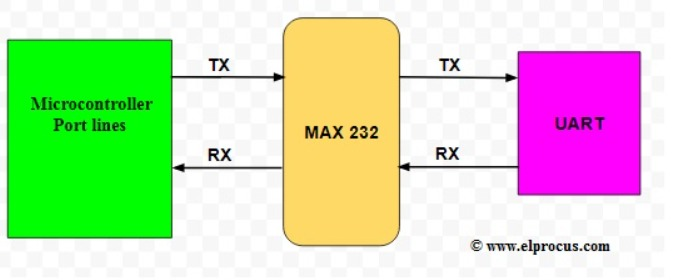 Microcontroller
Port lines
TX
RX
MAX 232
TX
RX
UART
© www.elprocus.com